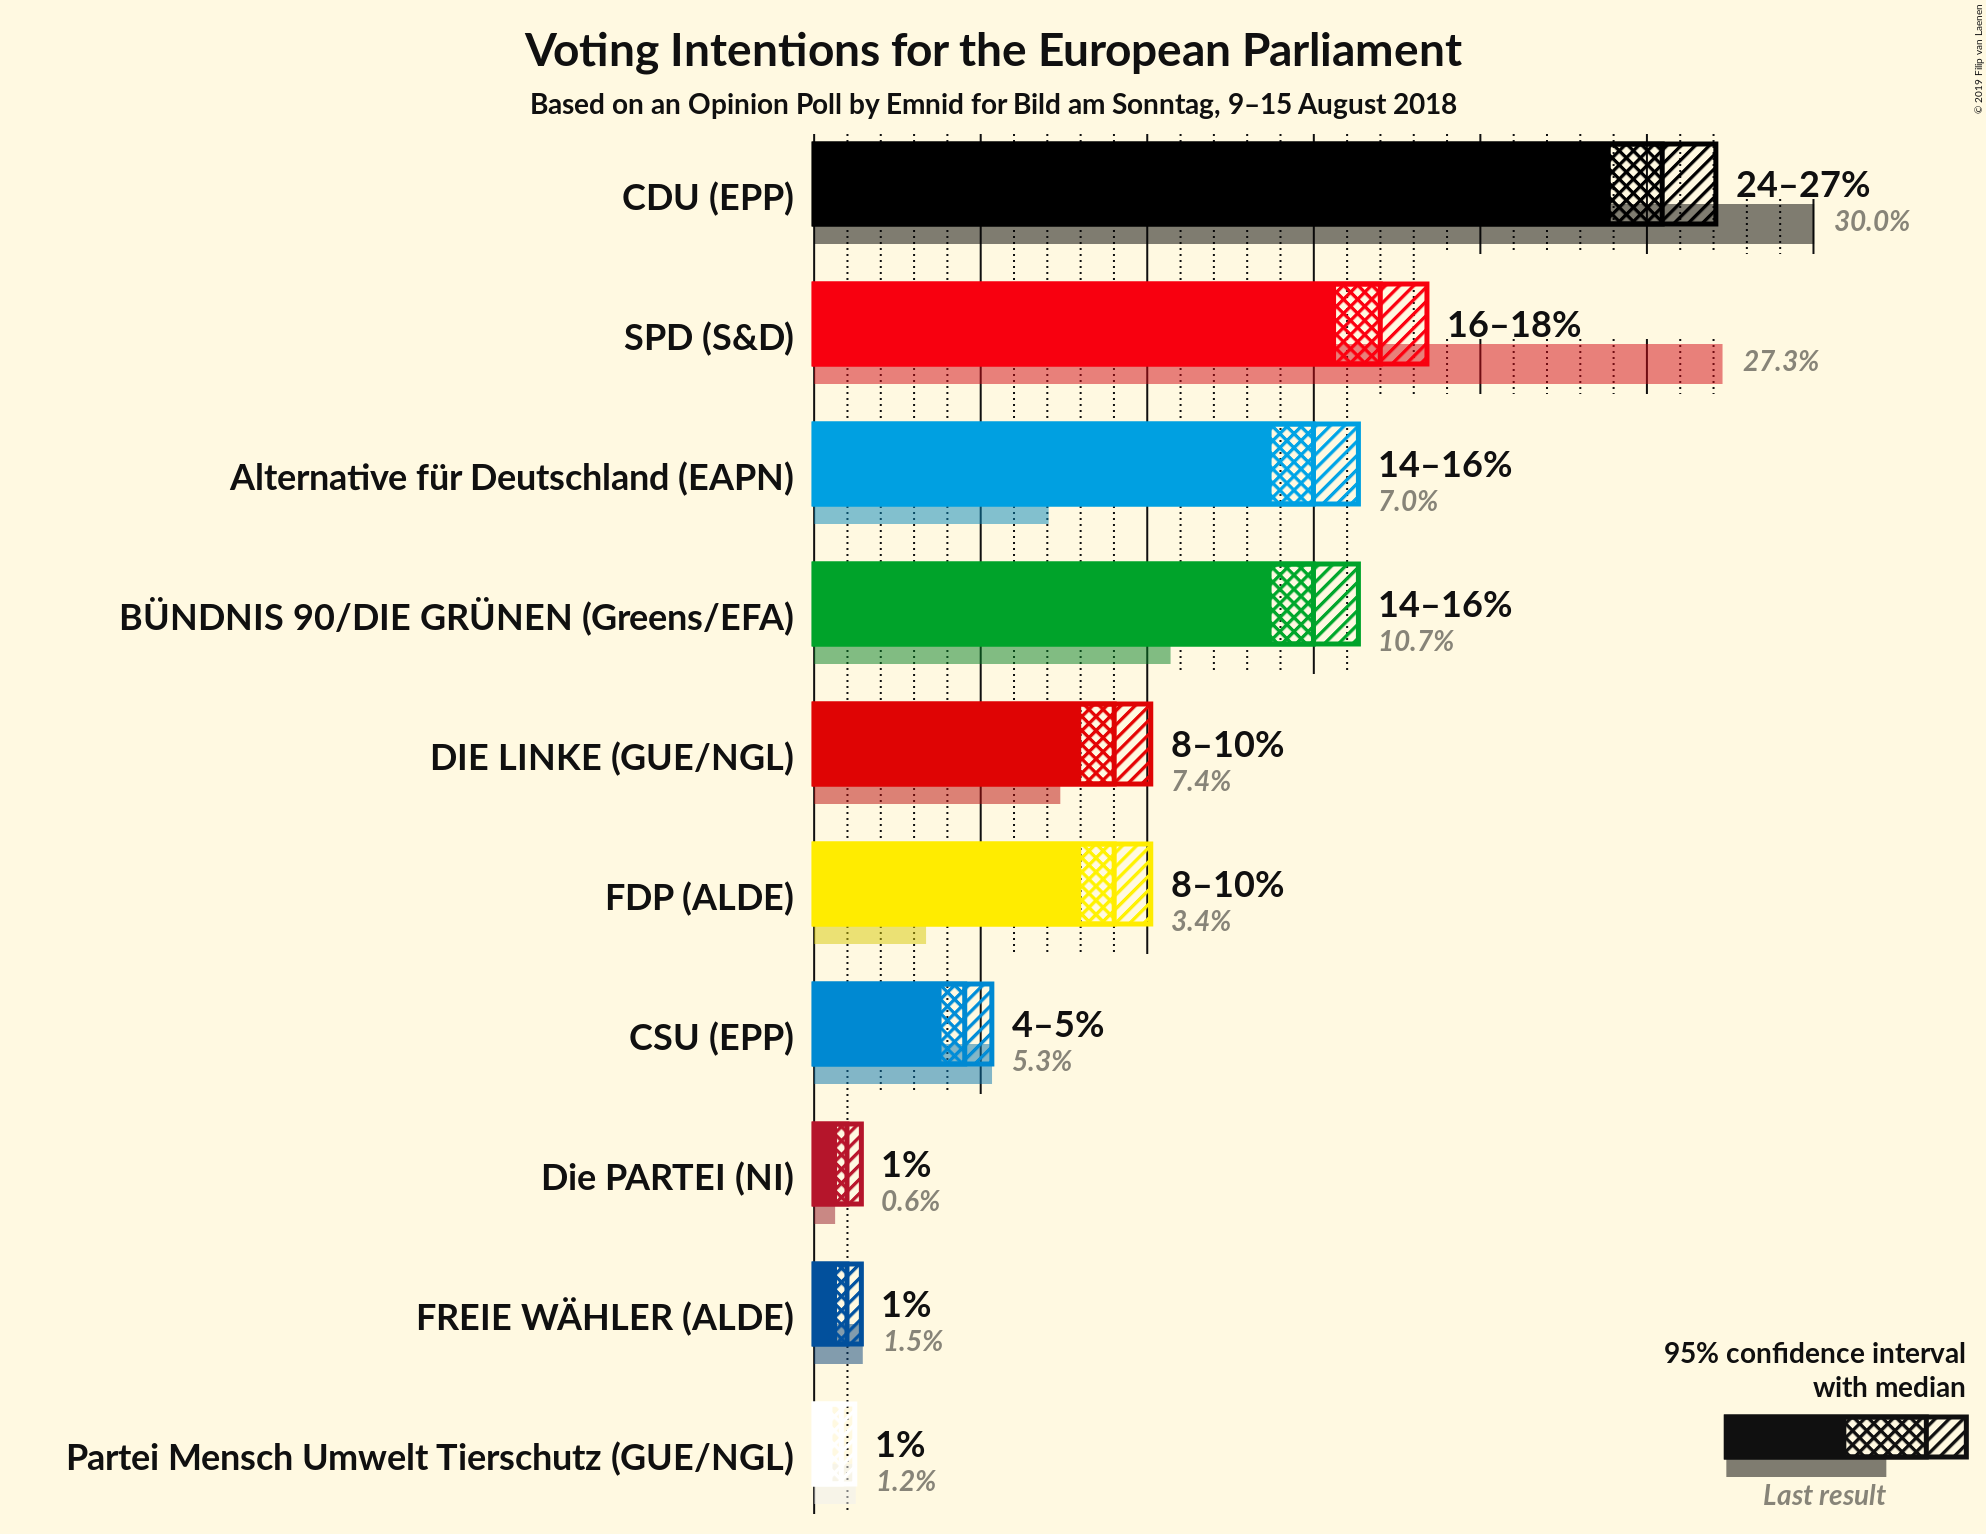 Voting Intentions for the European Parliament
Based on an Opinion Poll by Emnid for Bild am Sonntag, 9–15 August 2018
© 2019 Filip van Laenen
CDU (EPP)
24–27%
30.0%
SPD (S&D)
16–18%
27.3%
Alternative für Deutschland (EAPN)
14–16%
7.0%
BÜNDNIS 90/DIE GRÜNEN (Greens/EFA)
14–16%
10.7%
DIE LINKE (GUE/NGL)
8–10%
7.4%
FDP (ALDE)
8–10%
3.4%
CSU (EPP)
4–5%
5.3%
Die PARTEI (NI)
1%
0.6%
FREIE WÄHLER (ALDE)
1%
1.5%
Partei Mensch Umwelt Tierschutz (GUE/NGL)
1%
1.2%
95% confidence interval
with median
Last result